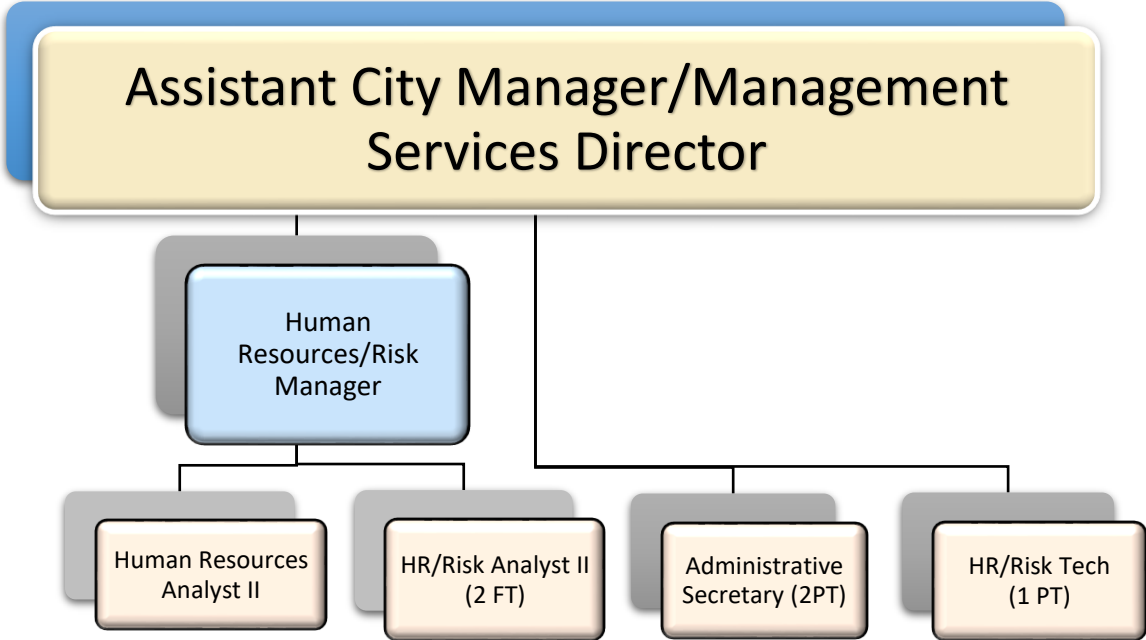 Assistant City Manager/Management
Services Director
Human
Resources/Risk
Manager
Human Resources
Analyst II
HR/Risk Analyst II
(2 FT)
Administrative
Secretary (2PT)
HR/Risk Tech
(1 PT)